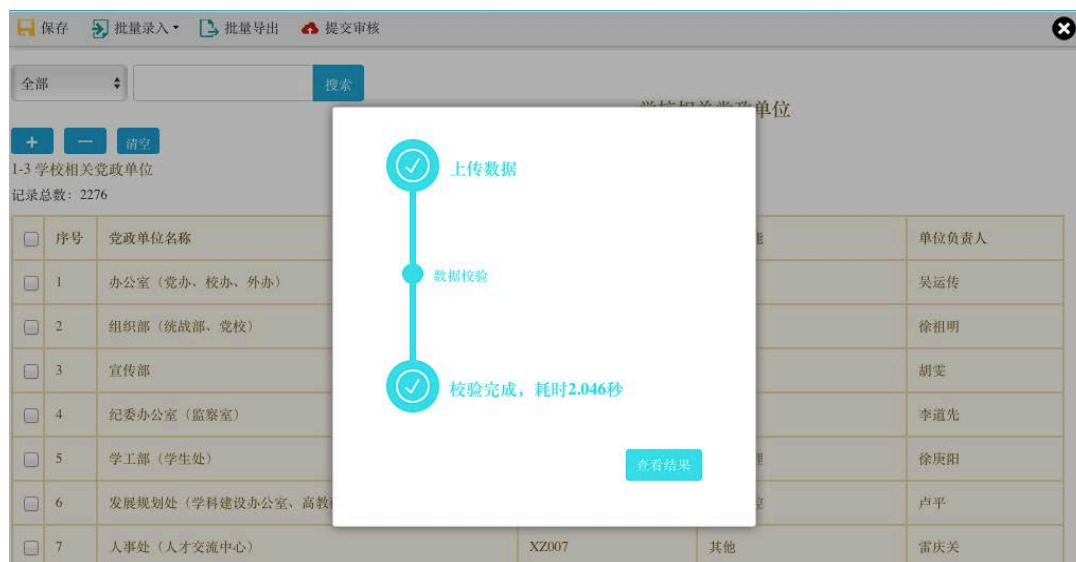 保存 批量录入 批量导出 提交审核
全部 搜索
单位
+ - 清空
1-3 学校相关党政单位
记录总数：2276
序号 党政单位名称 单位负责人
1 办公室（党办、校办、外办） 吴运传
2 组织部（统战部、党校） 徐祖明
3 宣传部 胡雯
4 纪委办公室（监察室） 李道先
5 学工部（学生处） 徐庚阳
6 发展规划处（学科建设办公室、高教 卢平
7 人事处（人才交流中心） XZ007 其他 雷庆关
上传数据
数据校验
校验完成，耗时2.046秒
查看结果